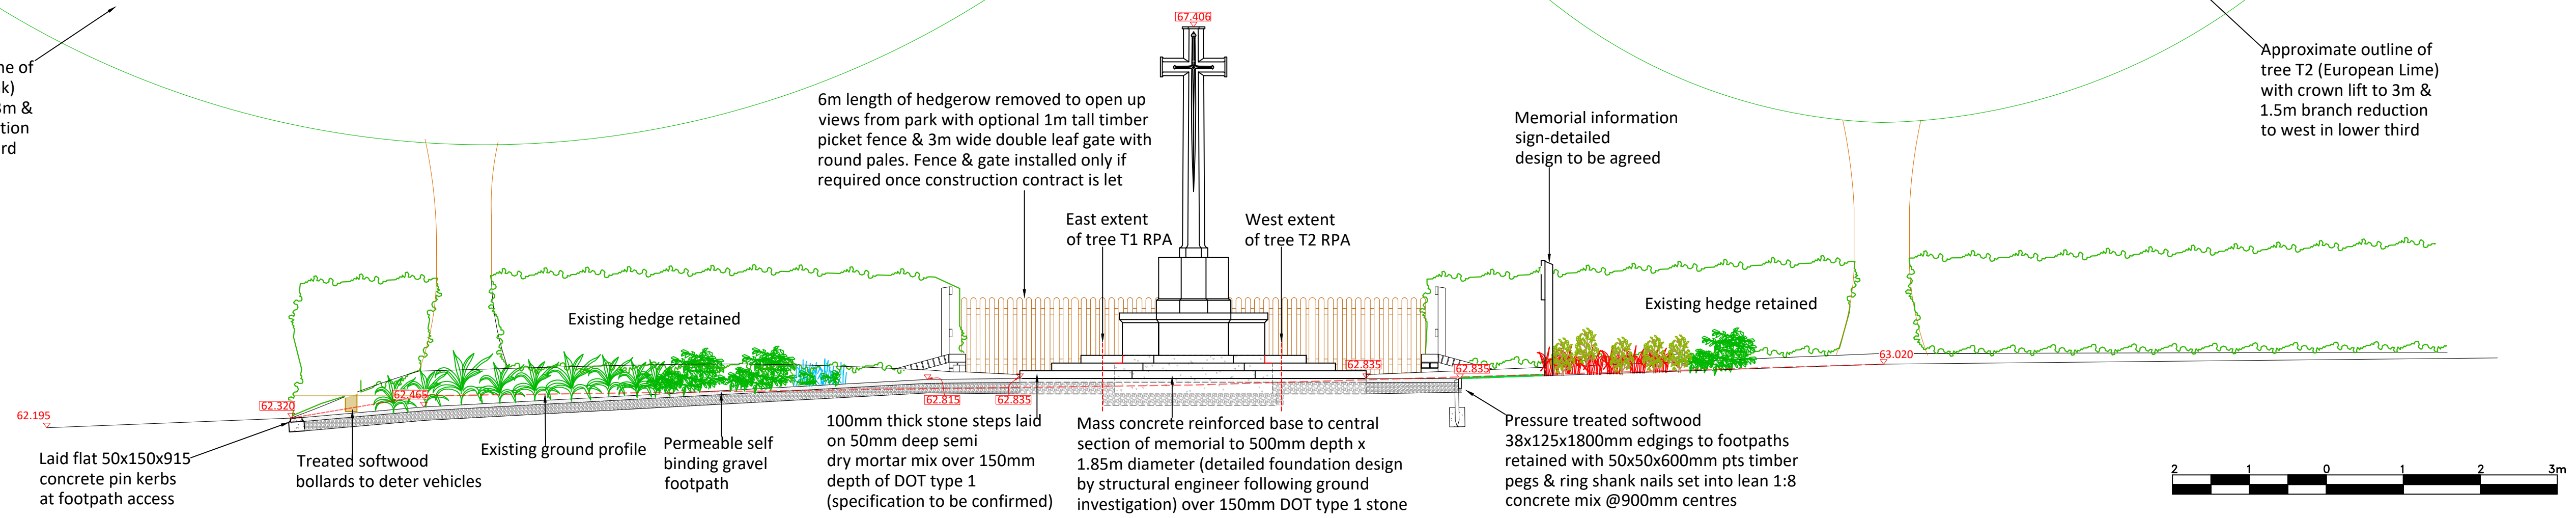 67.406
ne of
k)
3m &
tion
rd
6m length of hedgerow removed to open up
views from park with optional 1m tall timber
picket fence & 3m wide double leaf gate with
round pales. Fence & gate installed only if
required once construction contract is let
East extent
of tree T1 RPA
West extent
of tree T2 RPA
Memorial information
sign-detailed
design to be agreed
Approximate outline of
tree T2 (European Lime)
with crown lift to 3m &
1.5m branch reduction
to west in lower third
Existing hedge retained
Existing hedge retained
62.195
62.320
62.465
62.815
62.835
62.835
62.835
63.020
Laid flat 50x150x915
concrete pin kerbs
at footpath access
Treated softwood
bollards to deter vehicles
Existing ground profile
Permeable self
binding gravel
footpath
100mm thick stone steps laid
on 50mm deep semi
dry mortar mix over 150mm
depth of DOT type 1
(specification to be confirmed)
Mass concrete reinforced base to central
section of memorial to 500mm depth x
1.85m diameter (detailed foundation design
by structural engineer following ground
investigation) over 150mm DOT type 1 stone
Pressure treated softwood
38x125x1800mm edgings to footpaths
retained with 50x50x600mm pts timber
pegs & ring shank nails set into lean 1:8
concrete mix @900mm centres
2 1 0 1 2 3m